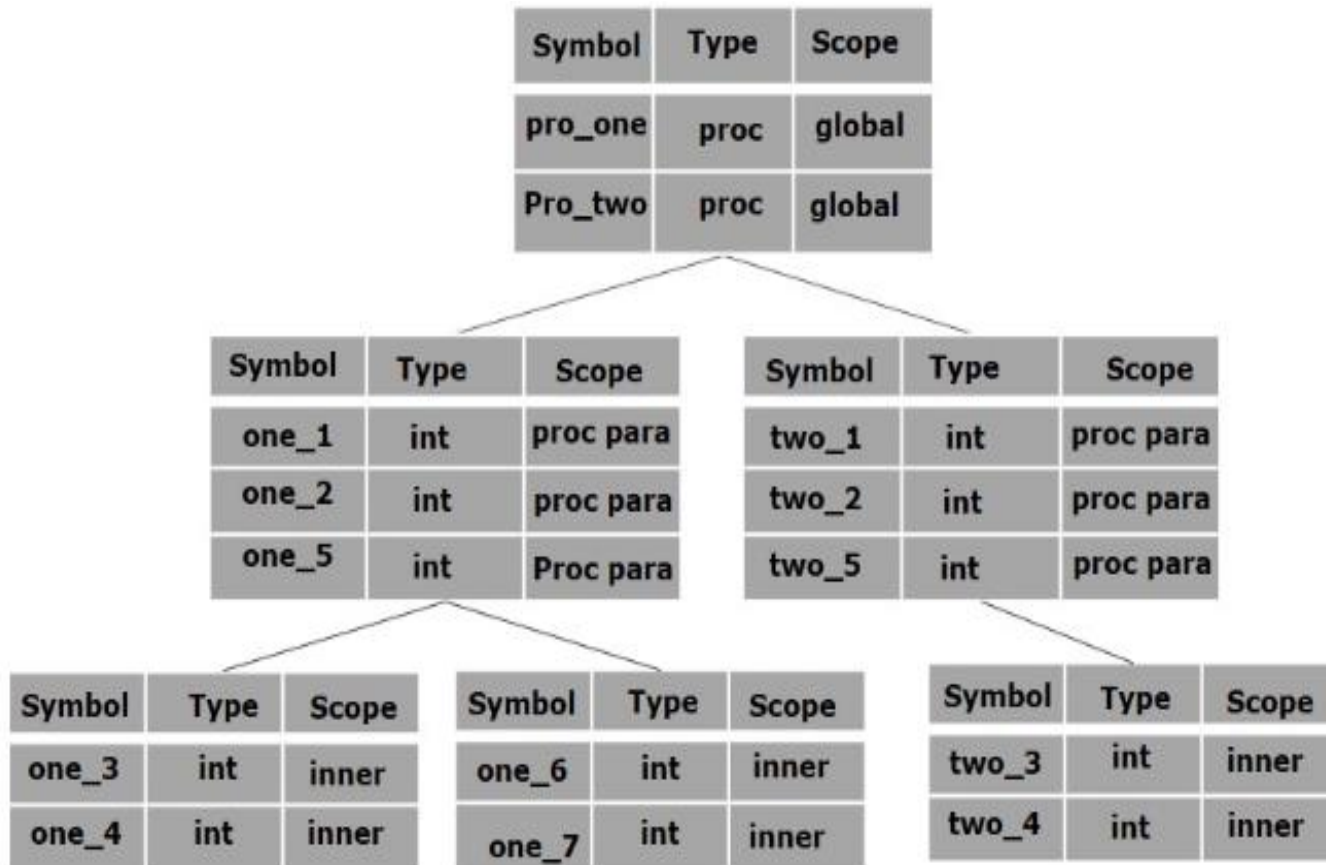 Symbol Type Scope
pro_one proc global
Pro_two proc global
Symbol Type Scope
one_1 int proc para
one_2 int proc para
one_5 int Proc para
Symbol Type Scope
two_1 int proc para
two_2 int proc para
two_5 int proc para
Symbol Type Scope
one_3 int inner
one_4 int inner
Symbol Type Scope
one_6 int inner
one_7 int inner
Symbol Type Scope
two_3 int inner
two_4 int inner